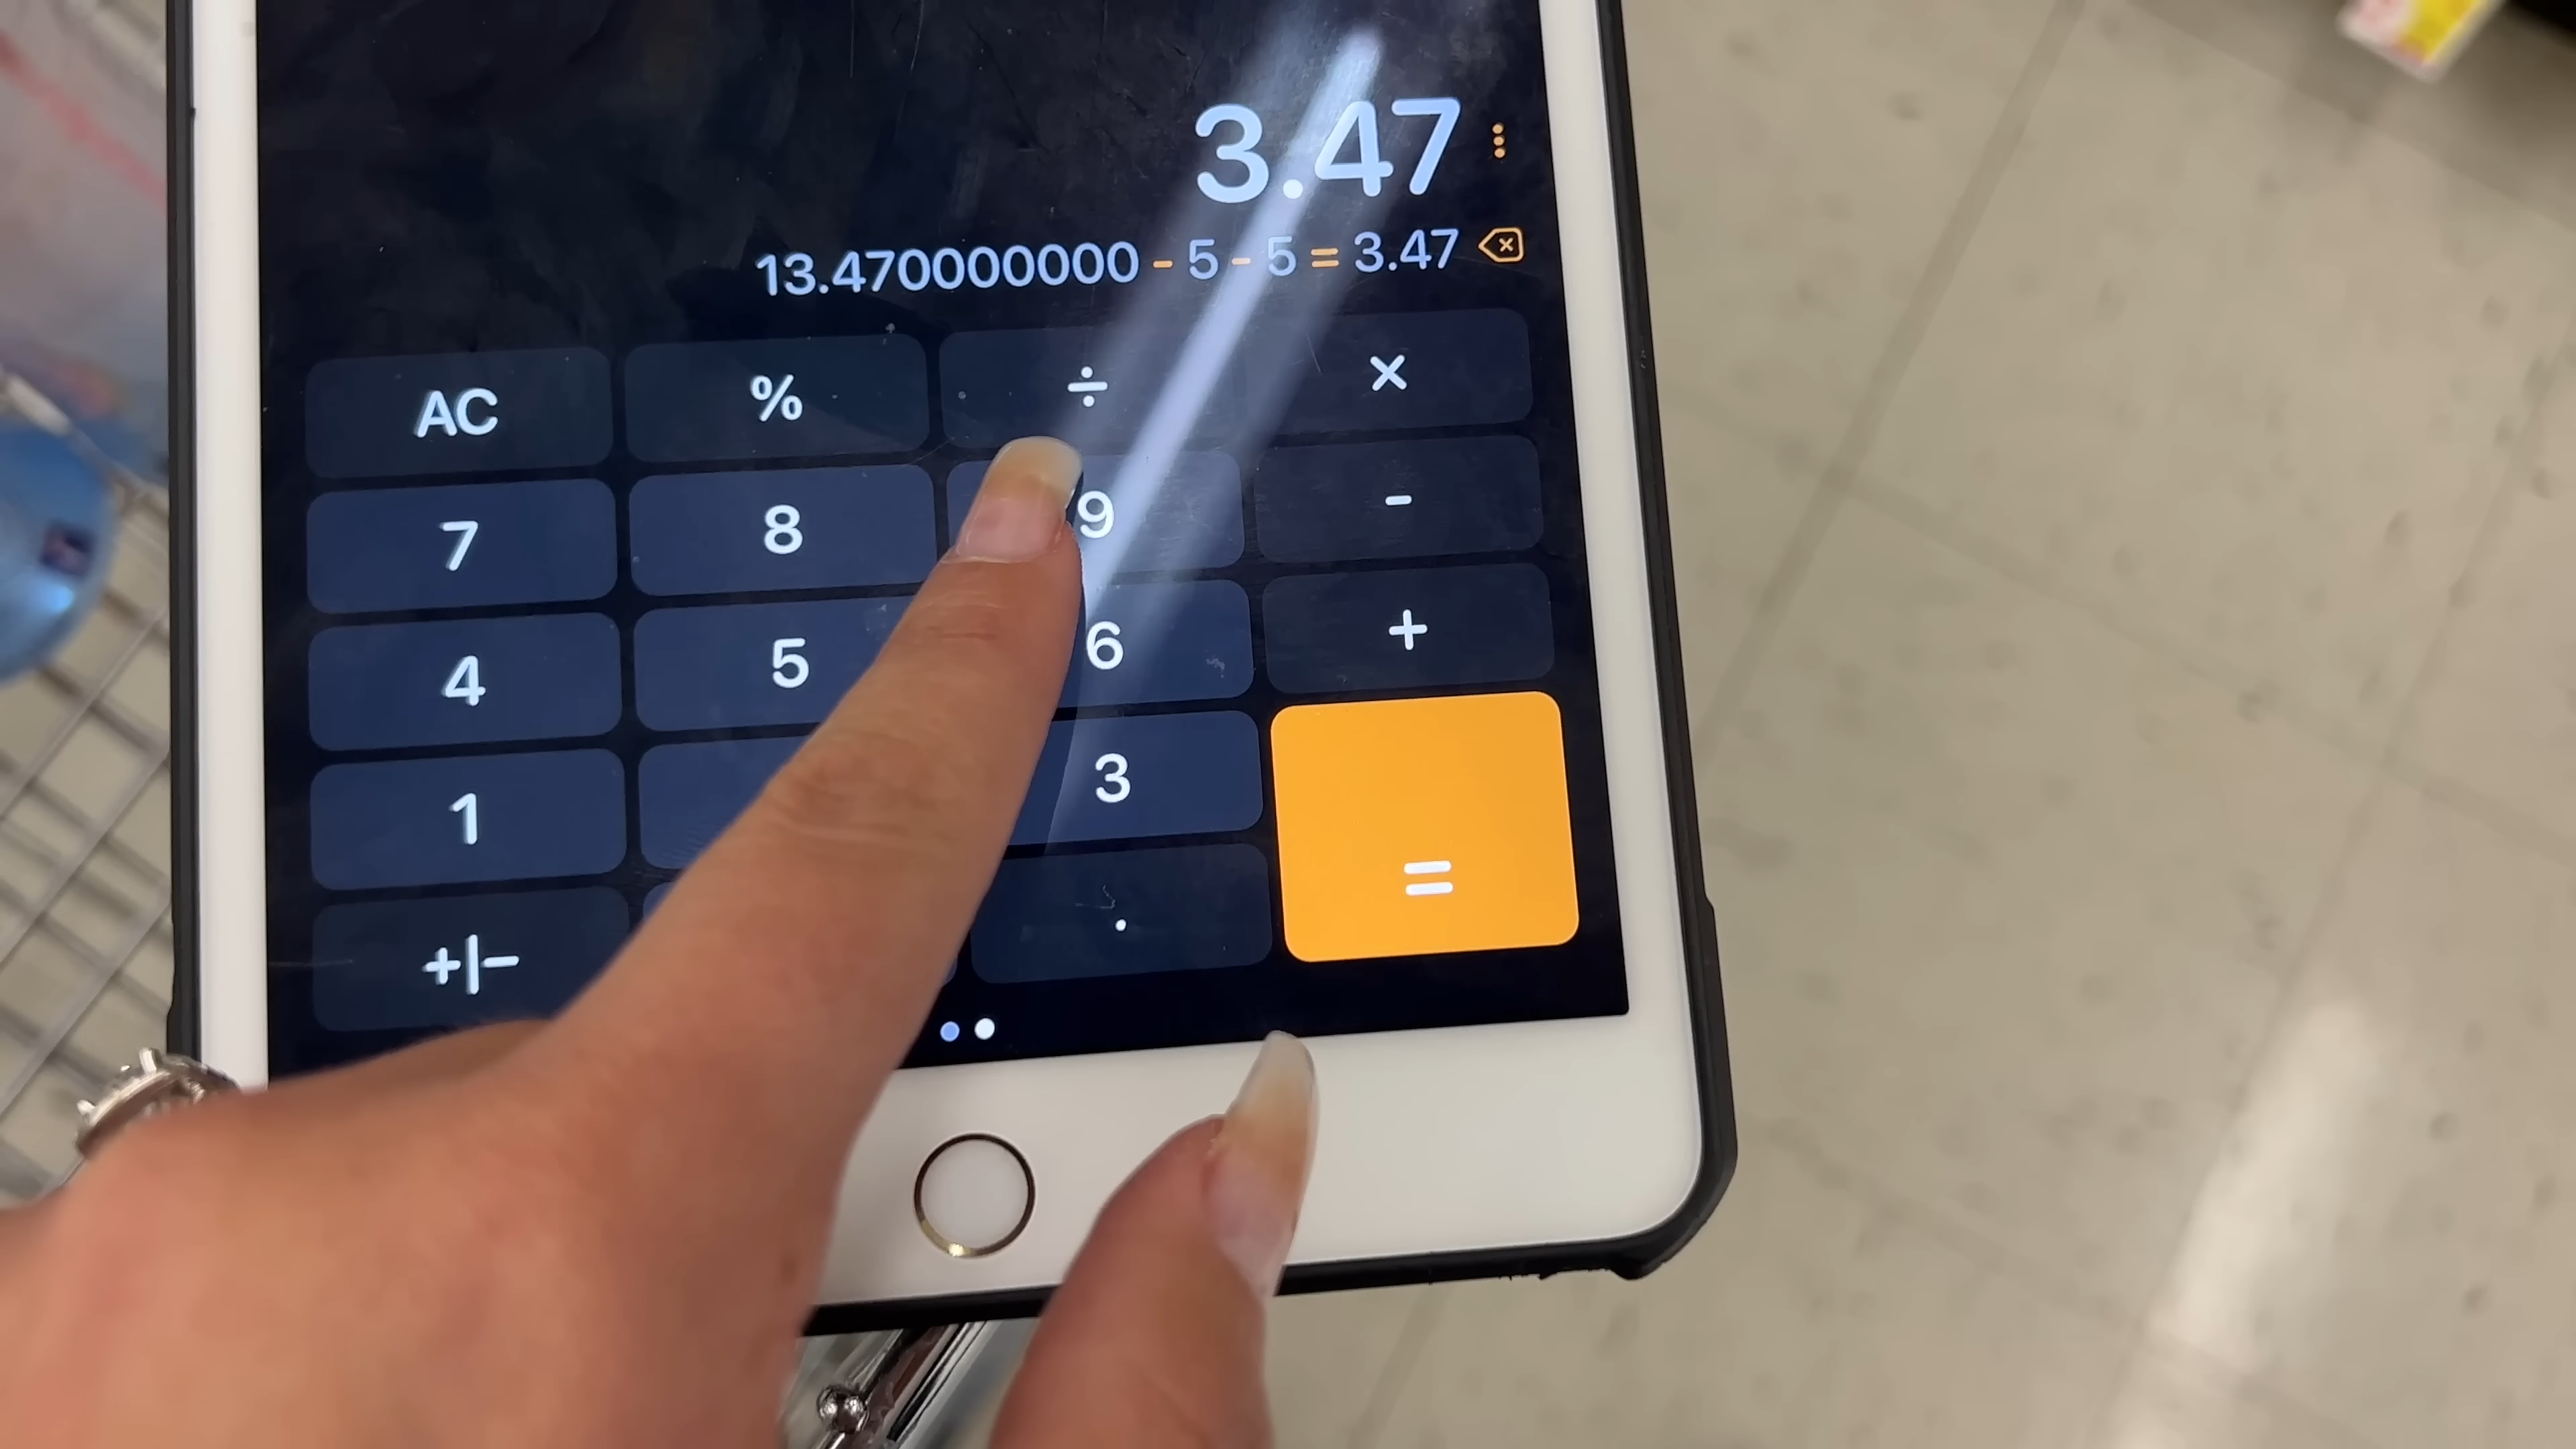 3.47
13.470000000 - 5 - 5 = 3.47
AC % ÷ ×
7 8 9 -
4 5 6 +
1 3
+|- . =